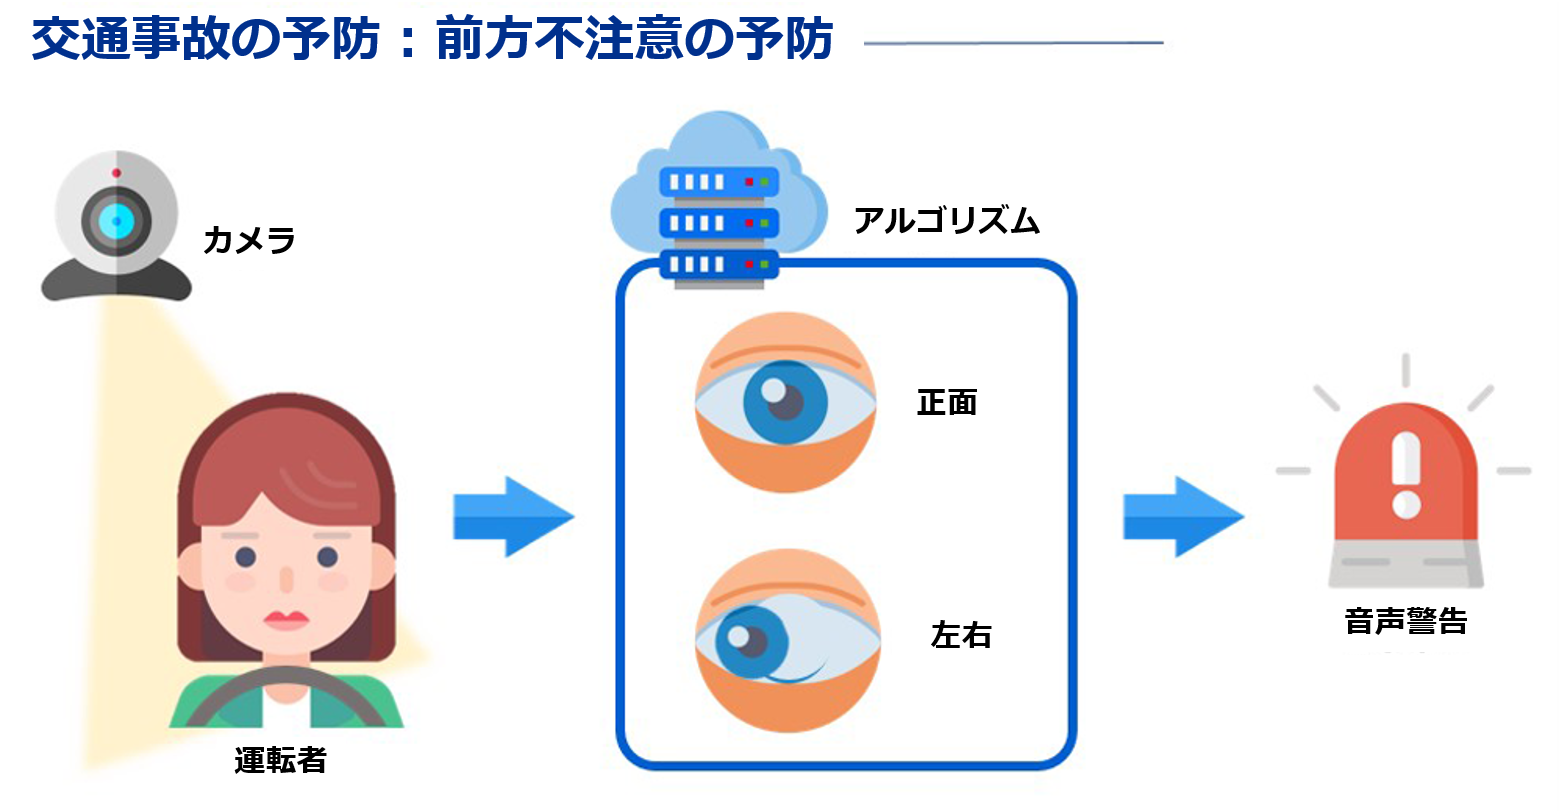 交通事故の予防：前方不注意の予防
カメラ
アルゴリズム
正面
左右
運転者
音声警告